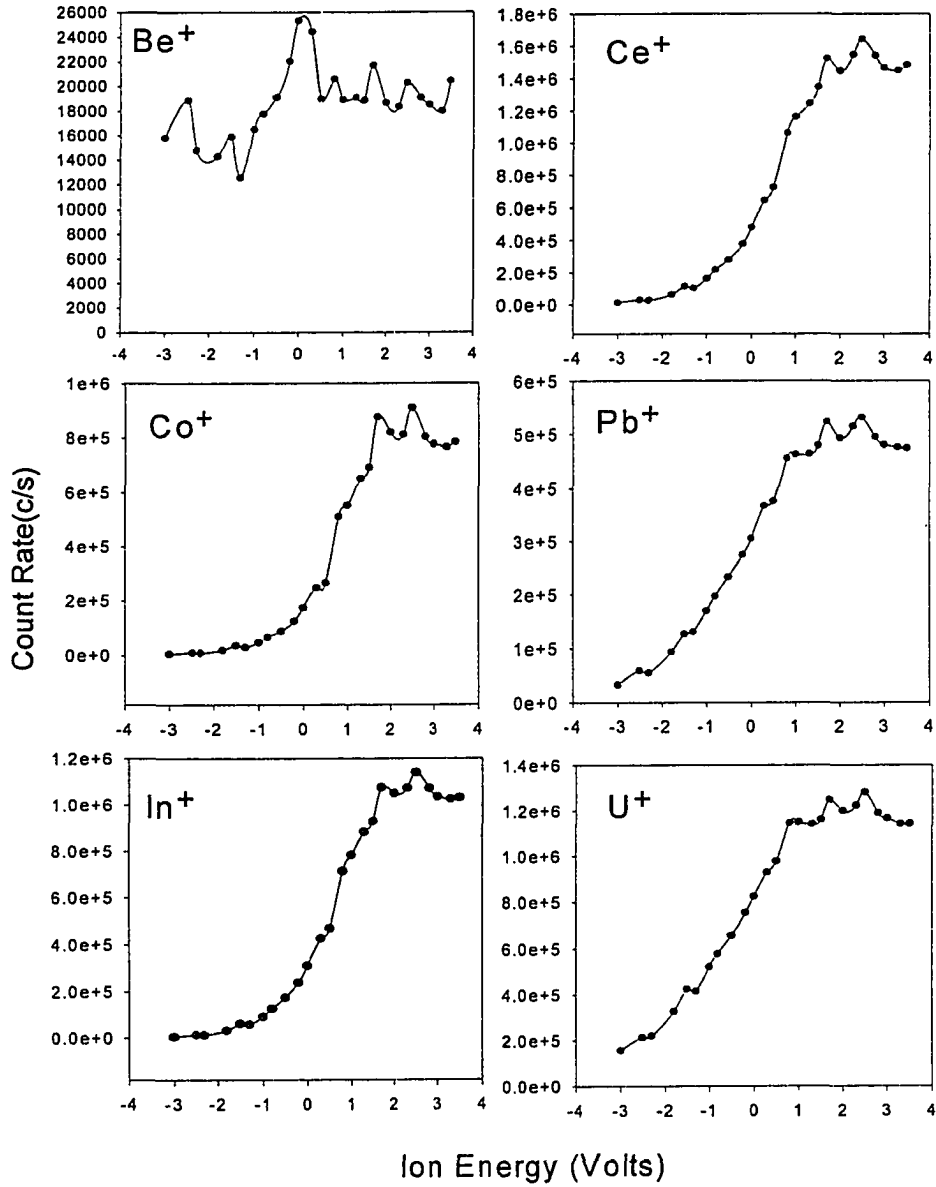 Count Rate(c/s)
Be+
26000
24000
22000
20000
18000
16000
14000
12000
10000
8000
6000
4000
2000
0
-4 -3 -2 -1 0 1 2 3 4
Ce+
1.8e+6
1.6e+6
1.4e+6
1.2e+6
1.0e+6
8.0e+5
6.0e+5
4.0e+5
2.0e+5
0.0e+0
-4 -3 -2 -1 0 1 2 3 4
Co+
1e+6
8e+5
6e+5
4e+5
2e+5
0e+0
-4 -3 -2 -1 0 1 2 3 4
Pb+
6e+5
5e+5
4e+5
3e+5
2e+5
1e+5
0e+0
-4 -3 -2 -1 0 1 2 3 4
In+
1.2e+6
1.0e+6
8.0e+5
6.0e+5
4.0e+5
2.0e+5
0.0e+0
-4 -3 -2 -1 0 1 2 3 4
U+
1.4e+6
1.2e+6
1.0e+6
8.0e+5
6.0e+5
4.0e+5
2.0e+5
0.0e+0
-4 -3 -2 -1 0 1 2 3 4
Ion Energy (Volts)